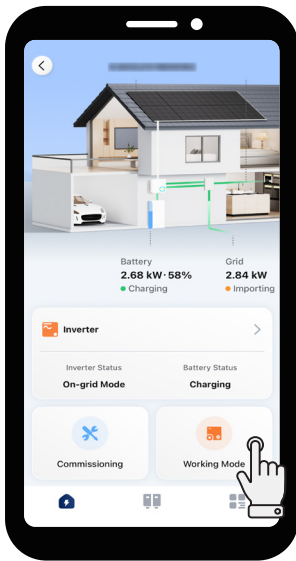 Battery
2.68 kW·58%
Charging
Grid
2.84 kW
Importing
Inverter
Inverter Status
On-grid Mode
Battery Status
Charging
Commissioning
Working Mode